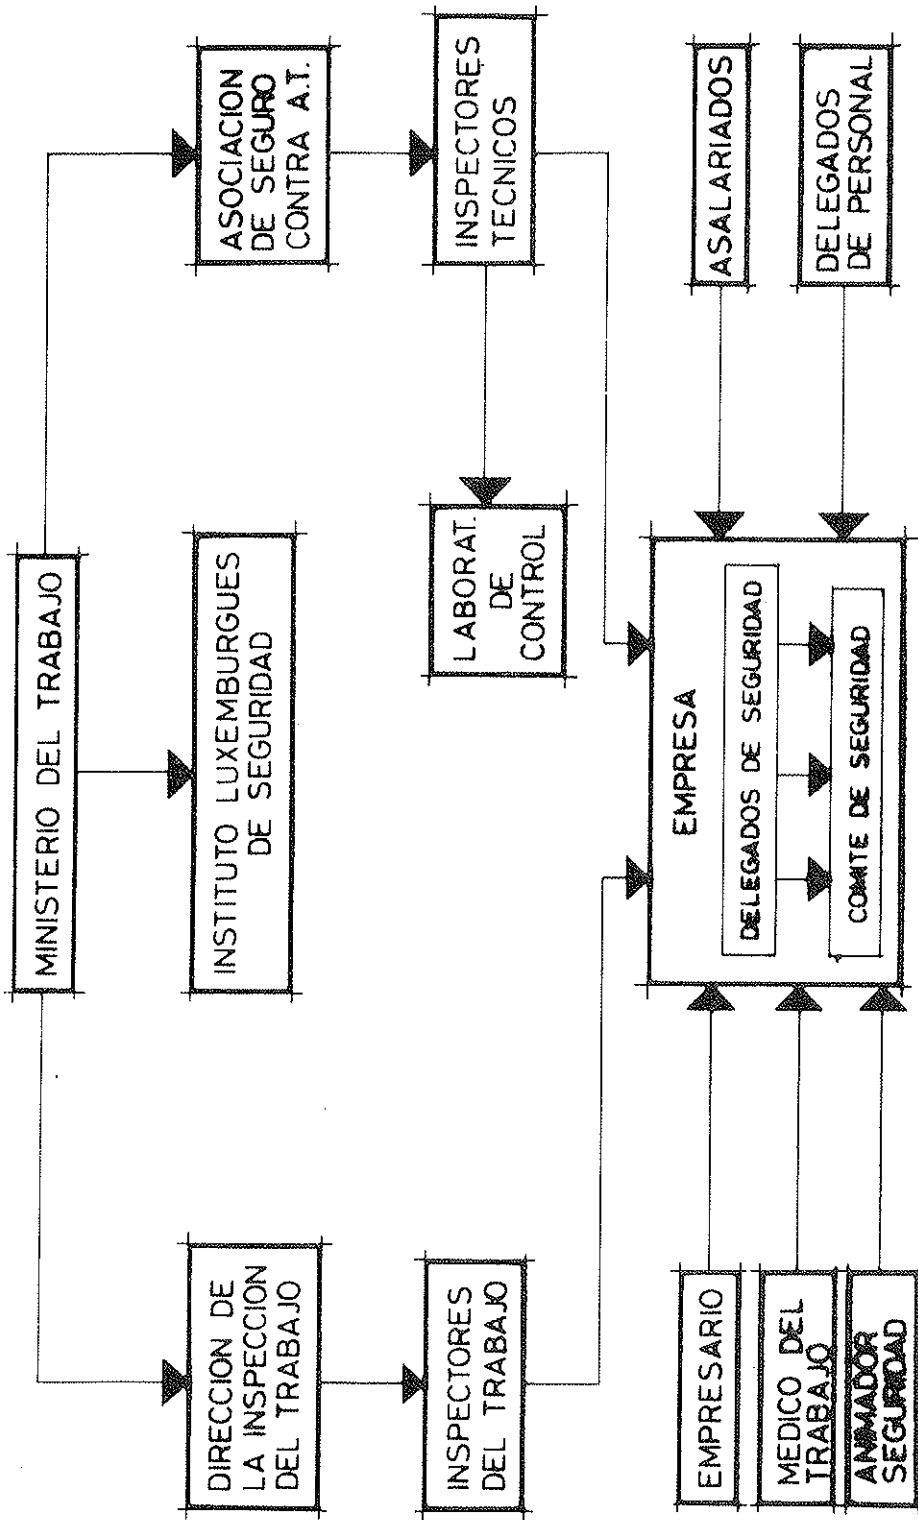 MINISTERIO DEL TRABAJO
DIRECCION DE
LA INSPECCION
DEL TRABAJO
INSTITUTO LUXEMBURGUES
DE SEGURIDAD
ASOCIACION
DE SEGURO
CONTRA A.T.
INSPECTORES
DEL TRABAJO
LABORAT.
DE
CONTROL
INSPECTORES
TECNICOS
EMPRESARIO
MEDICO DEL
TRABAJO
ANIMADOR
SEGURIDAD
EMPRESA
DELEGADOS DE SEGURIDAD
COMITE DE SEGURIDAD
ASALARIADOS
DELEGADOS
DE PERSONAL